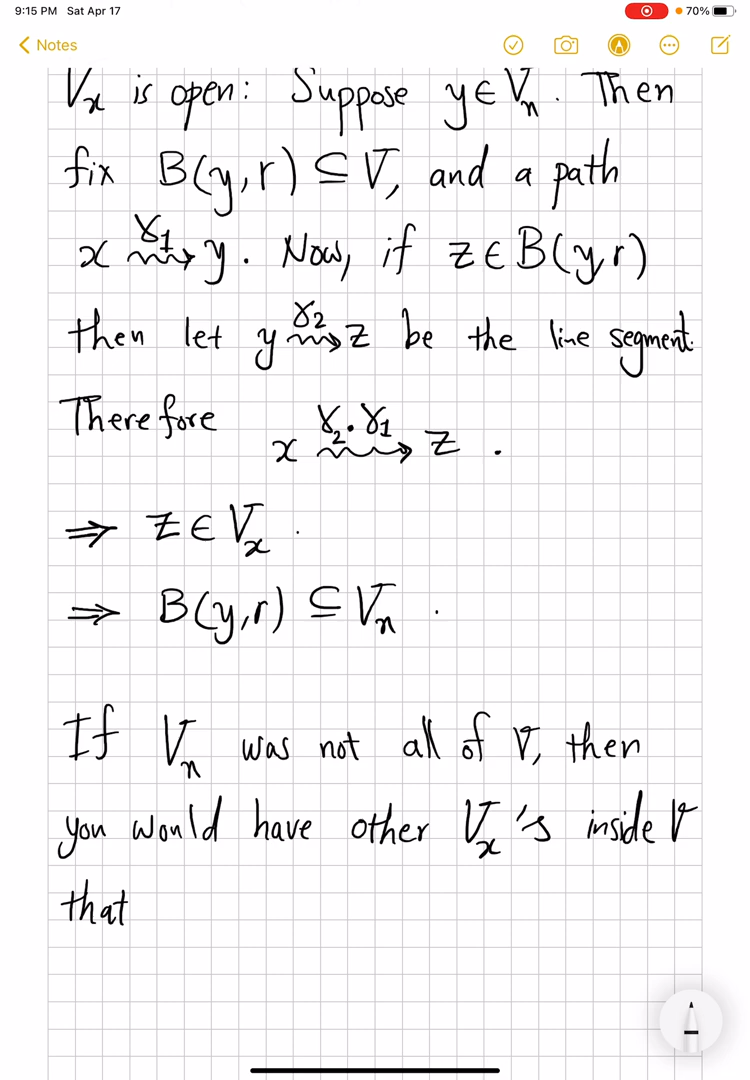 9:15 PM Sat Apr 17
70%
Notes
Vₓ is open: Suppose y ∈ Vₓ. Then
fix B(y,r) ⊆ V, and a path
x ⇝^γ₁ y. Now, if z ∈ B(y,r)
then let y ⇝^γ₂ z be the line segment.
Therefore x ⇝^γ₂·γ₁ z.
⇒ z ∈ Vₓ.
⇒ B(y,r) ⊆ Vₓ.
If Vₓ was not all of V, then
you would have other Vₓ's inside V
that